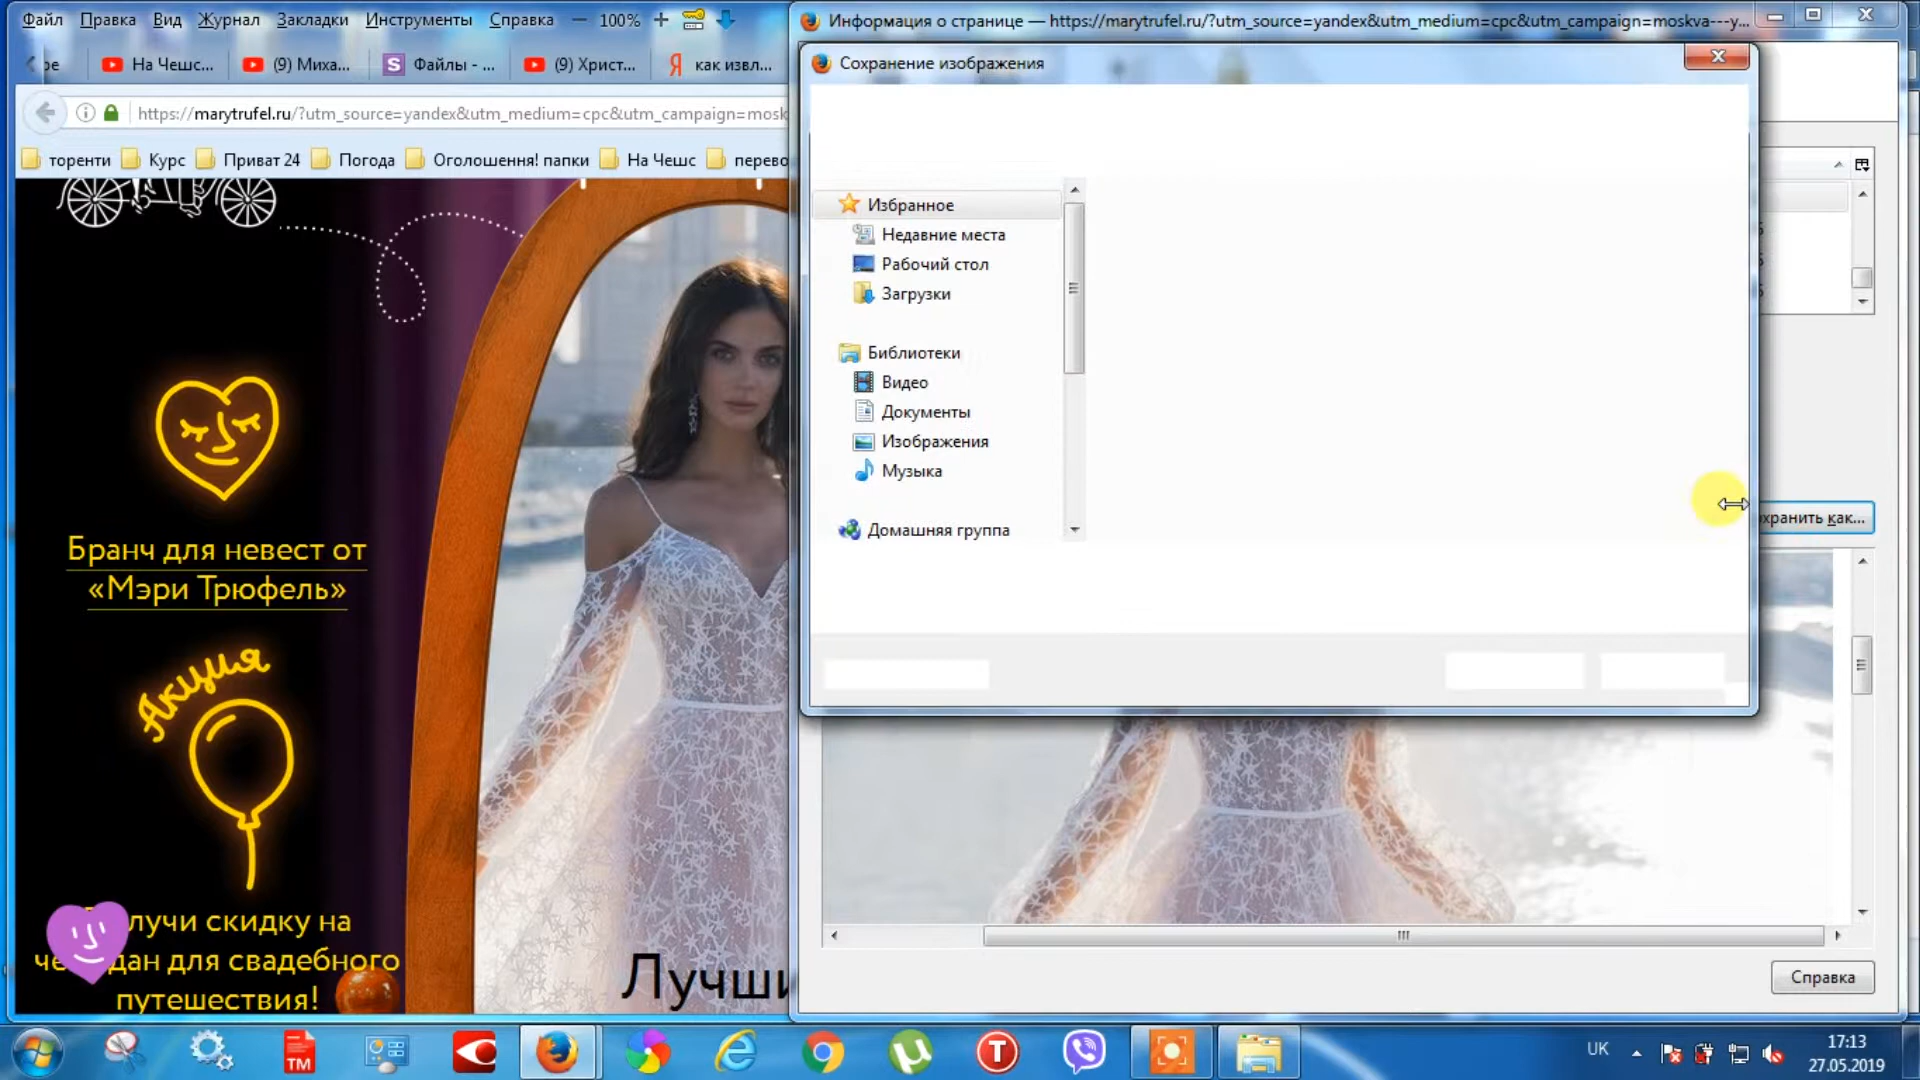 Файл Правка Вид Журнал Закладки Инструменты Справка 100%
На Чешс... (9) Миха... Файлы - ... (9) Христ... как извл...
https://marytrufel.ru/?utm_source=yandex&utm_medium=cpc&utm_campaign=mosk
торенти Курс Приват 24 Погода Оголошення! папки На Чешс перево
Бранч для невест от
«Мэри Трюфель»
Акция
лучи скидку на
дан для свадебного
путешествия!
Лучши
Информация о странице — https://marytrufel.ru/?utm_source=yandex&utm_medium=cpc&utm_campaign=moskva---y...
Сохранение изображения
Избранное
Недавние места
Рабочий стол
Загрузки
Библиотеки
Видео
Документы
Изображения
Музыка
Домашняя группа
хранить как...
Справка
TM
UK
17:13
27.05.2019